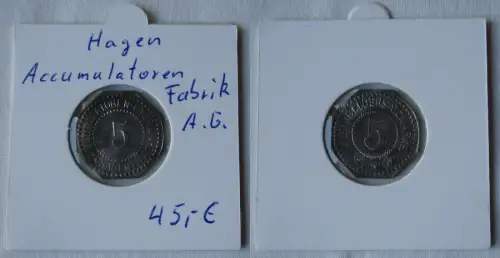 Hagen
Accumulatoren
Fabrik
A.G.
5
45,-€
5